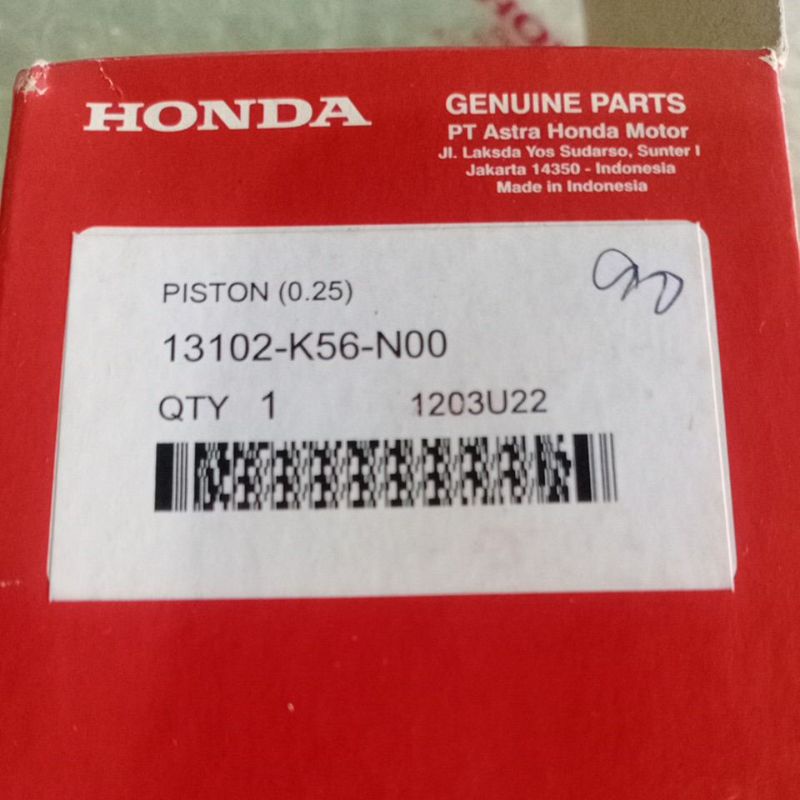 HONDA
GENUINE PARTS
PT Astra Honda Motor
Jl. Laksda Yos Sudarso, Sunter I
Jakarta 14350 - Indonesia
Made in Indonesia
PISTON (0.25)
13102-K56-N00
QTY 1 1203U22